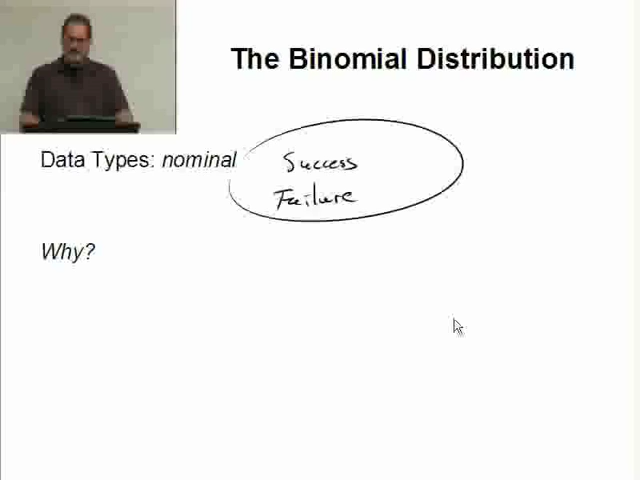 The Binomial Distribution
Data Types: nominal
Success
Failure
Why?